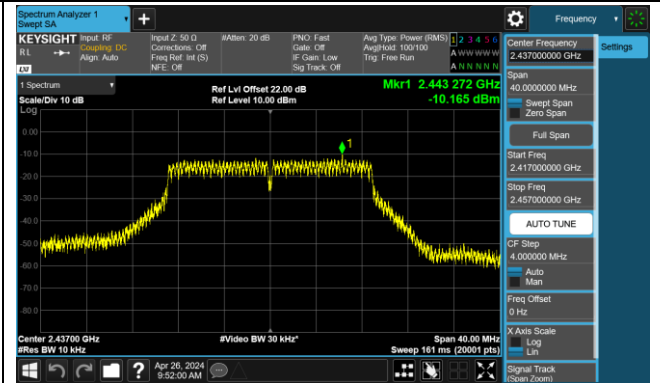 Spectrum Analyzer 1
Swept SA
+
Frequency
KEYSIGHT
RL
LXI
Input: RF
Coupling: DC
Align: Auto
Input Z: 50 Ω
Corrections: Off
Freq Ref: Int (S)
NFE: Off
#Atten: 20 dB
PNO: Fast
Gate: Off
IF Gain: Low
Sig Track: Off
Avg Type: Power (RMS)
Avg|Hold: 100/100
Trig: Free Run
1 2 3 4 5 6
A W W W W W
A N N N N N
1 Spectrum
Scale/Div 10 dB
Log
Ref Lvl Offset 22.00 dB
Ref Level 10.00 dBm
Mkr1 2.443 272 GHz
-10.165 dBm
1
0.00
-10.0
-20.0
-30.0
-40.0
-50.0
-60.0
-70.0
-80.0
Center 2.43700 GHz
#Res BW 10 kHz
#Video BW 30 kHz*
Span 40.00 MHz
Sweep 161 ms (20001 pts)
Center Frequency
2.437000000 GHz
Settings
Span
40.0000000 MHz
Swept Span
Zero Span
Full Span
Start Freq
2.417000000 GHz
Stop Freq
2.457000000 GHz
AUTO TUNE
CF Step
4.000000 MHz
Auto
Man
Freq Offset
0 Hz
X Axis Scale
Log
Lin
Signal Track
(Span Zoom)
?
Apr 26, 2024
9:52:00 AM